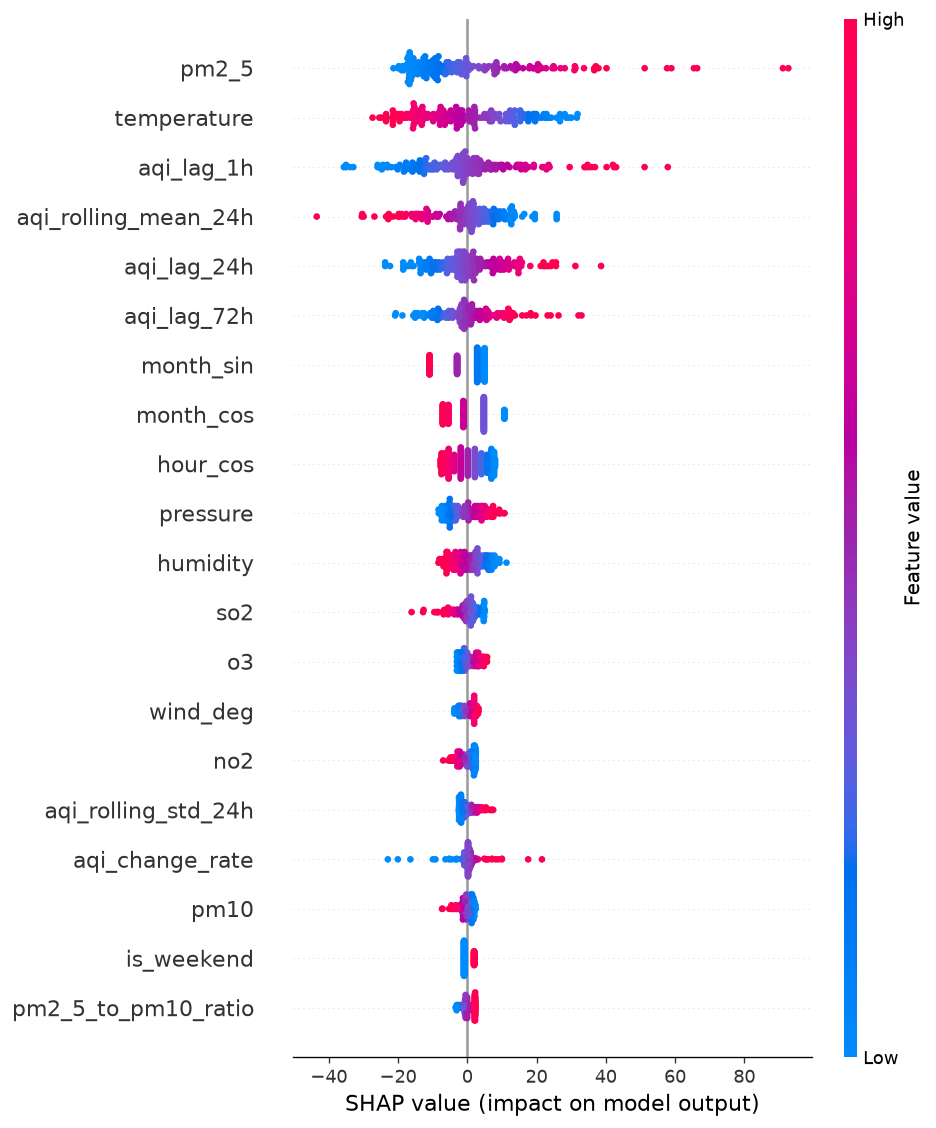 High
pm2_5
temperature
aqi_lag_1h
aqi_rolling_mean_24h
aqi_lag_24h
aqi_lag_72h
month_sin
month_cos
hour_cos
pressure
humidity
so2
o3
wind_deg
no2
aqi_rolling_std_24h
aqi_change_rate
pm10
is_weekend
pm2_5_to_pm10_ratio
Feature value
Low
−40 −20 0 20 40 60 80
SHAP value (impact on model output)